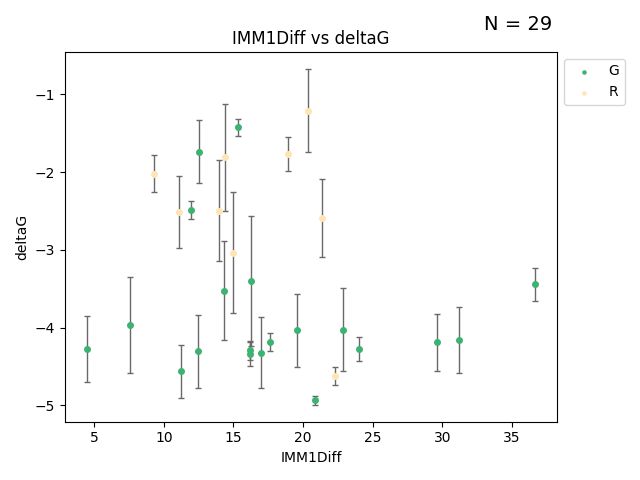 N = 29
IMM1Diff vs deltaG
G
R
−1
−2
−3
−4
−5
deltaG
5 10 15 20 25 30 35
IMM1Diff